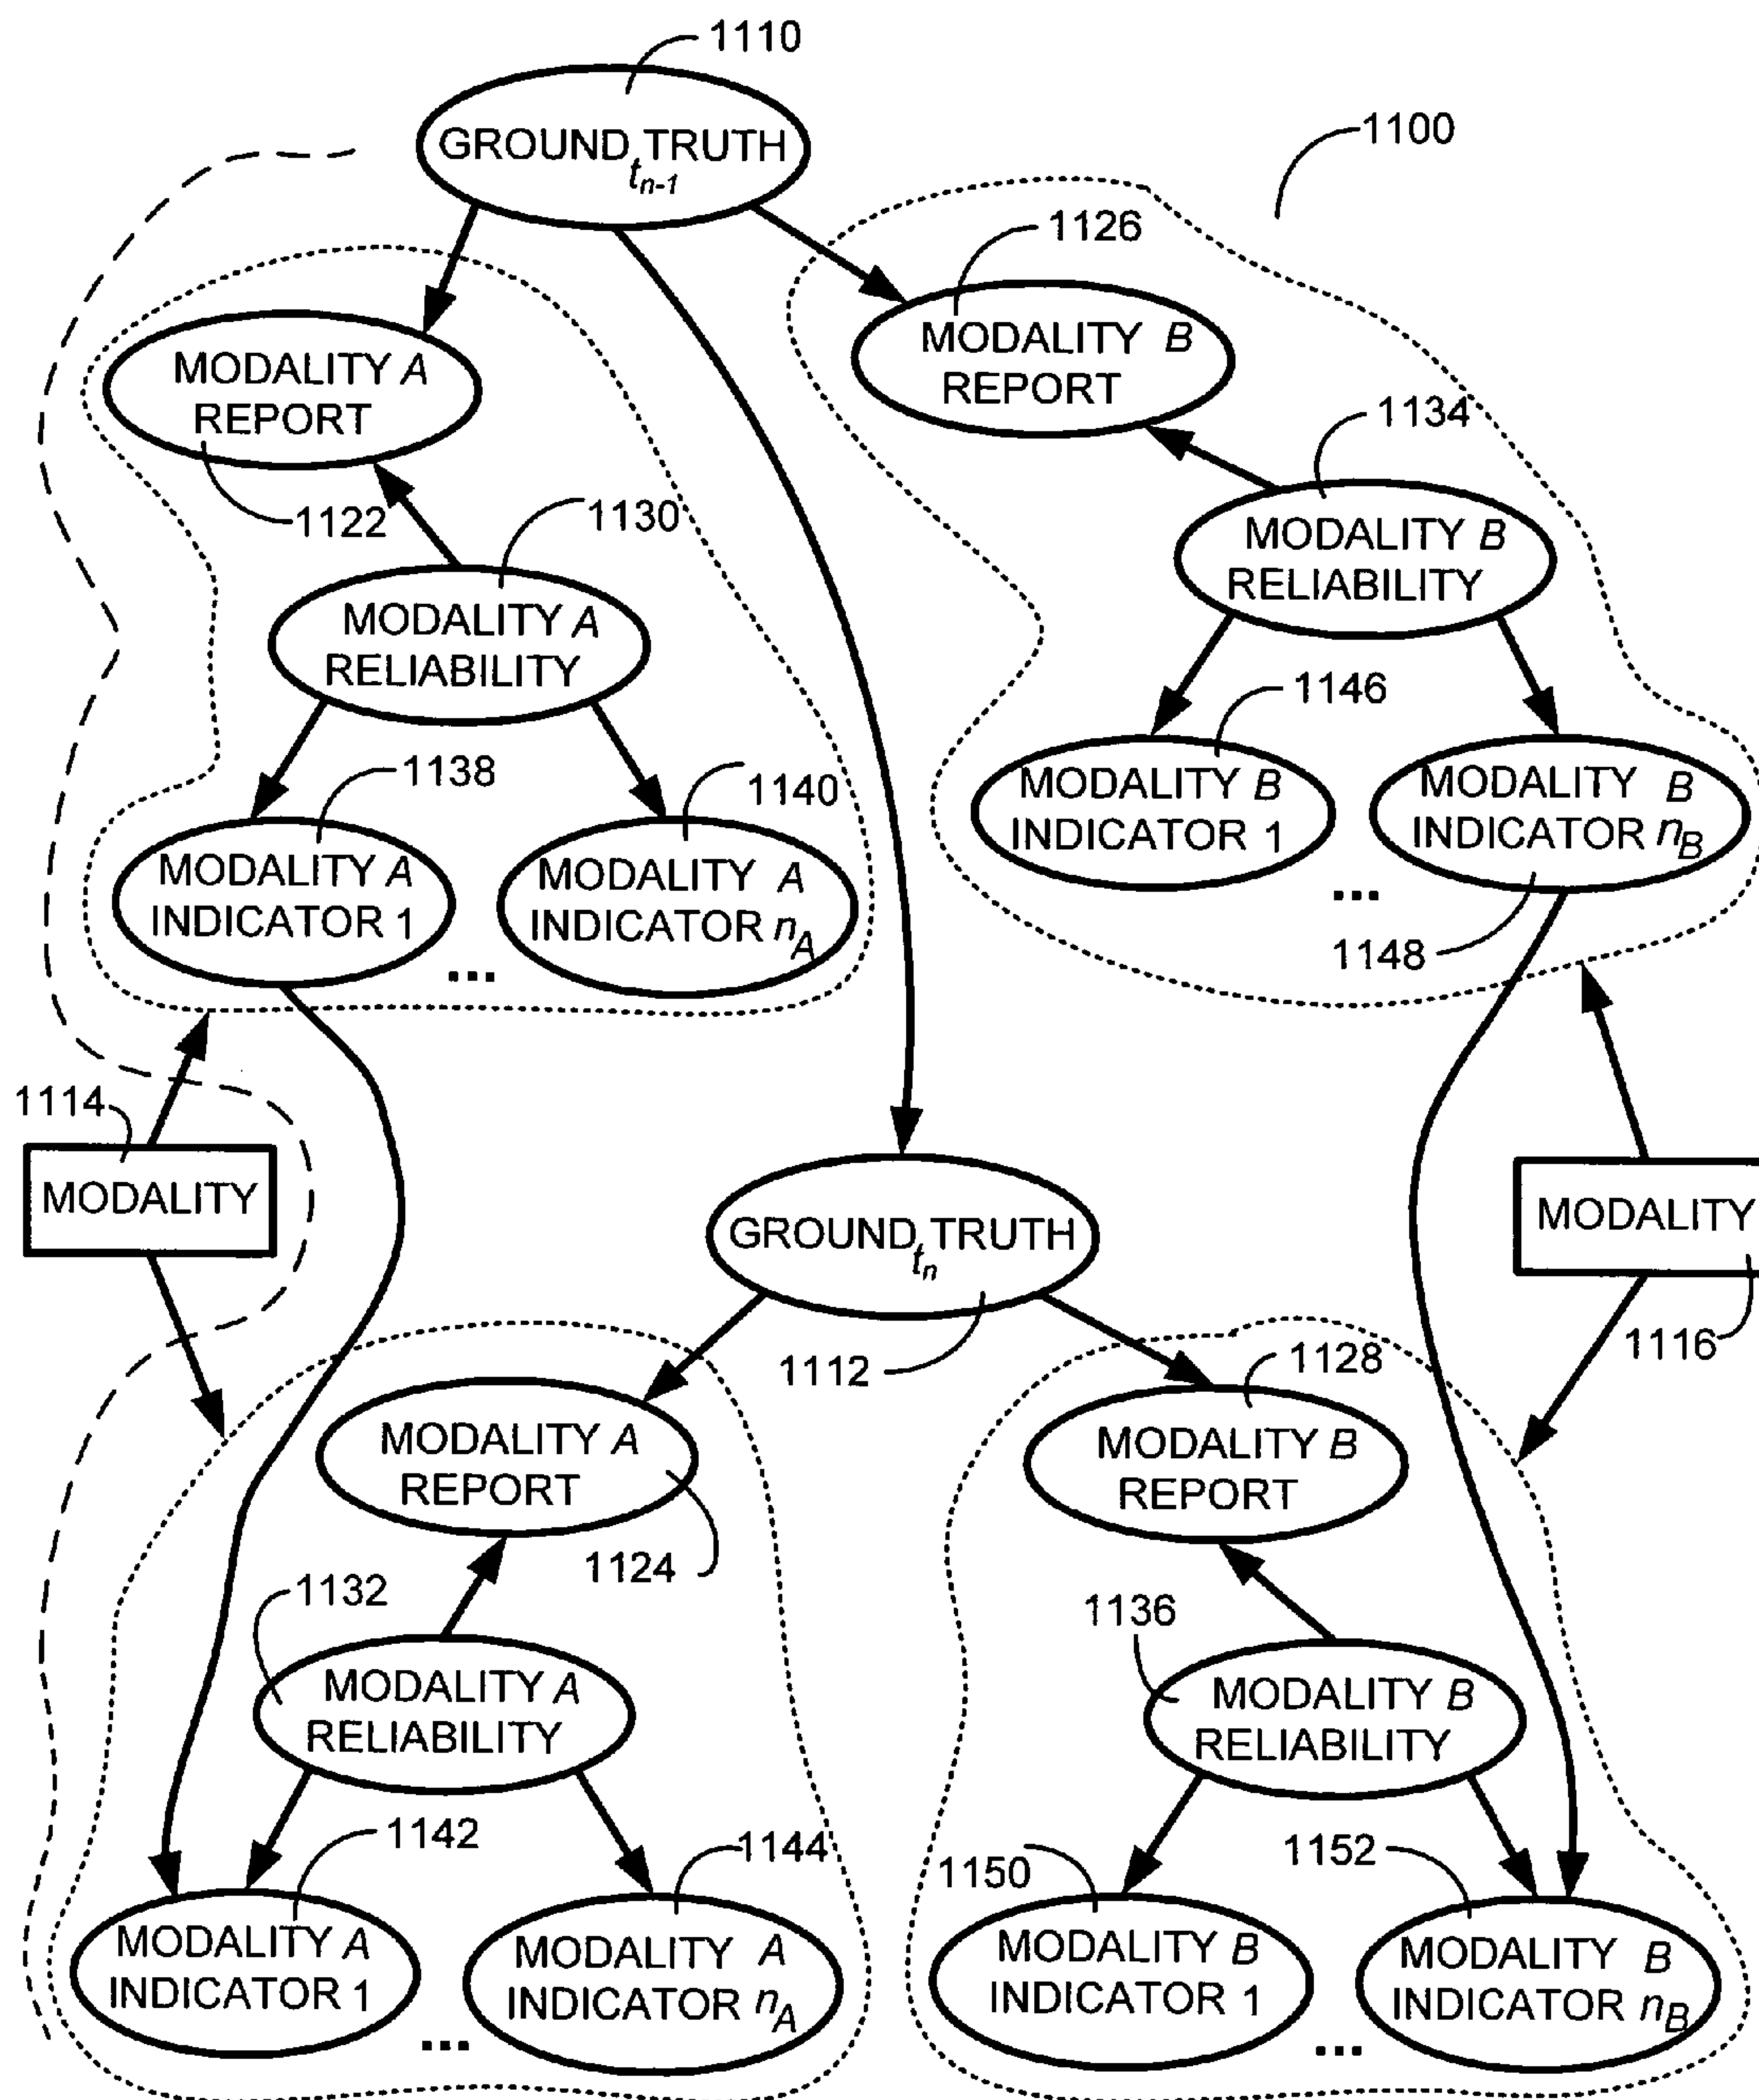 1110
GROUND TRUTH
tn-1
1100
1126
MODALITY B
REPORT
MODALITY A
REPORT
1134
1122
1130
MODALITY B
RELIABILITY
MODALITY A
RELIABILITY
1146
1138
1140
MODALITY B
INDICATOR 1
MODALITY B
INDICATOR nB
MODALITY A
INDICATOR 1
MODALITY A
INDICATOR nA
...
...
1148
1114
MODALITY
MODALITY
GROUND TRUTH
tn
1116
1112
1128
MODALITY A
REPORT
MODALITY B
REPORT
1124
1132
1136
MODALITY A
RELIABILITY
MODALITY B
RELIABILITY
1142
1144
1150
1152
MODALITY A
INDICATOR 1
MODALITY A
INDICATOR nA
MODALITY B
INDICATOR 1
MODALITY B
INDICATOR nB
...
...